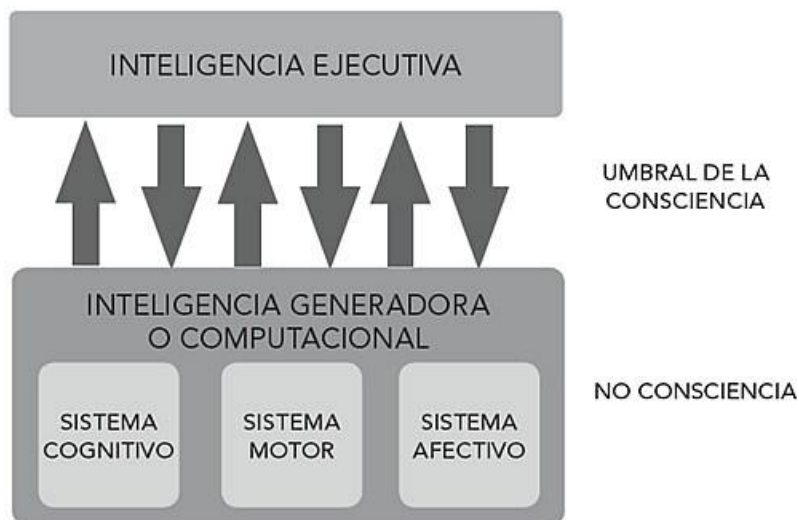 INTELIGENCIA EJECUTIVA
UMBRAL DE LA
CONSCIENCIA
INTELIGENCIA GENERADORA
O COMPUTACIONAL
NO CONSCIENCIA
SISTEMA
COGNITIVO
SISTEMA
MOTOR
SISTEMA
AFECTIVO